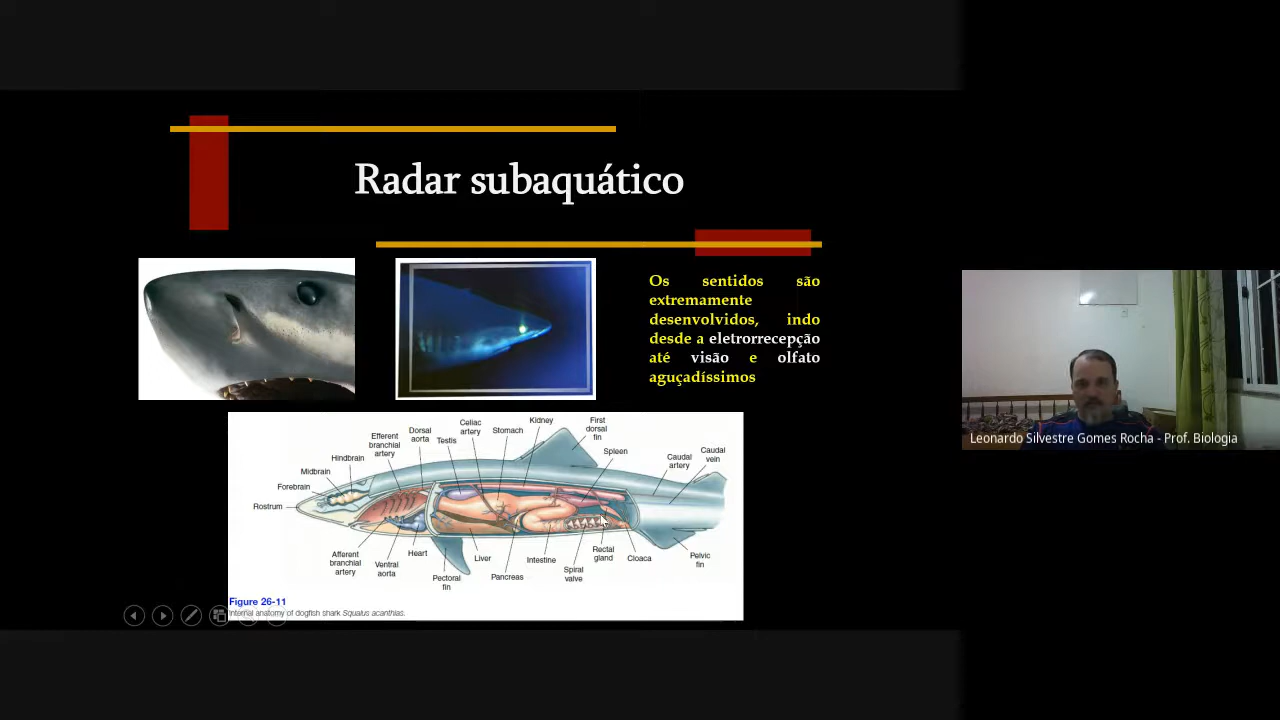 Radar subaquático
Os sentidos são
extremamente
desenvolvidos, indo
desde a eletrorrecepção
até visão e olfato
aguçadíssimos
Leonardo Silvestre Gomes Rocha - Prof. Biologia
Rostrum
Forebrain
Midbrain
Hindbrain
Efferent
branchial
artery
Dorsal
aorta
Testis
Celiac
artery
Stomach
Kidney
First
dorsal
fin
Spleen
Caudal
artery
Caudal
vein
Afferent
branchial
artery
Ventral
aorta
Heart
Pectoral
fin
Liver
Pancreas
Intestine
Spiral
valve
Rectal
gland
Cloaca
Pelvic
fin
Figure 26-11
Internal anatomy of dogfish shark Squalus acanthias.